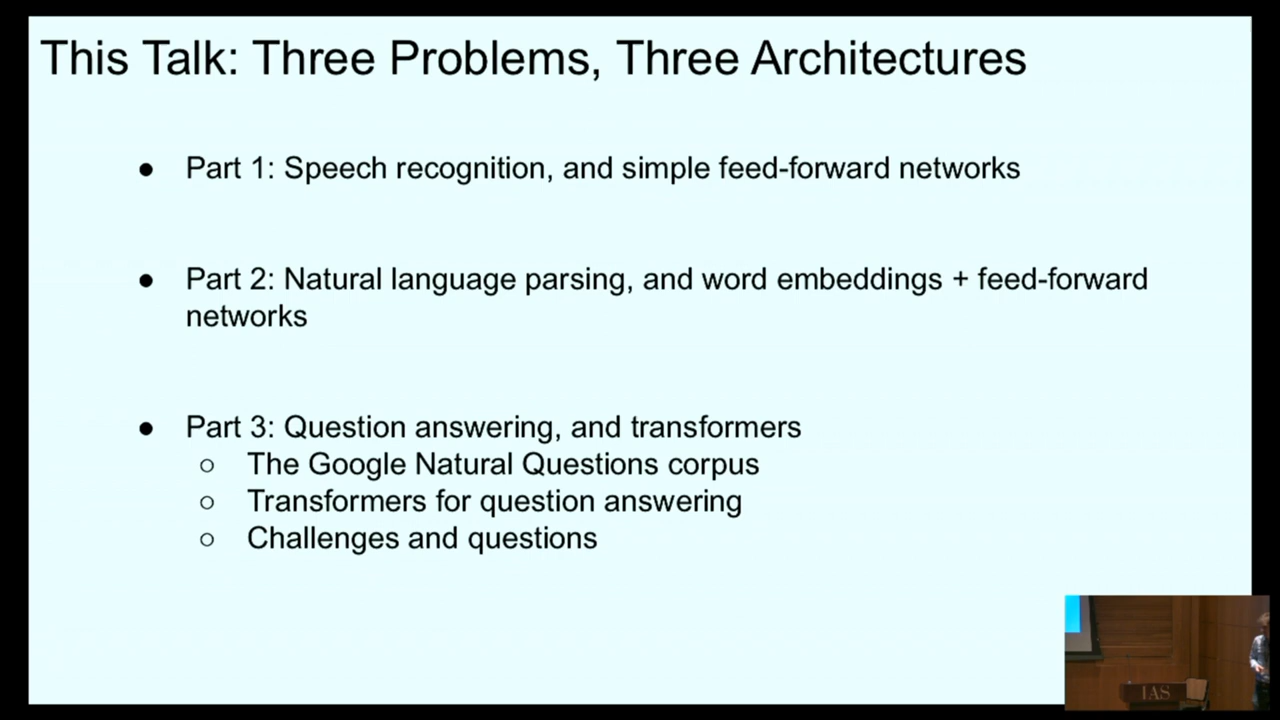 This Talk: Three Problems, Three Architectures
● Part 1: Speech recognition, and simple feed-forward networks
● Part 2: Natural language parsing, and word embeddings + feed-forward
networks
● Part 3: Question answering, and transformers
○ The Google Natural Questions corpus
○ Transformers for question answering
○ Challenges and questions
IAS